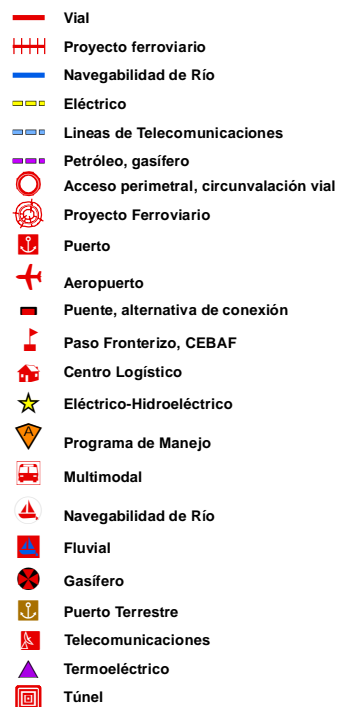 Vial
Proyecto ferroviario
Navegabilidad de Río
Eléctrico
Lineas de Telecomunicaciones
Petróleo, gasífero
Acceso perimetral, circunvalación vial
Proyecto Ferroviario
Puerto
Aeropuerto
Puente, alternativa de conexión
Paso Fronterizo, CEBAF
Centro Logístico
Eléctrico-Hidroeléctrico
A
Programa de Manejo
Multimodal
Navegabilidad de Río
Fluvial
Gasífero
Puerto Terrestre
Telecomunicaciones
Termoeléctrico
Túnel